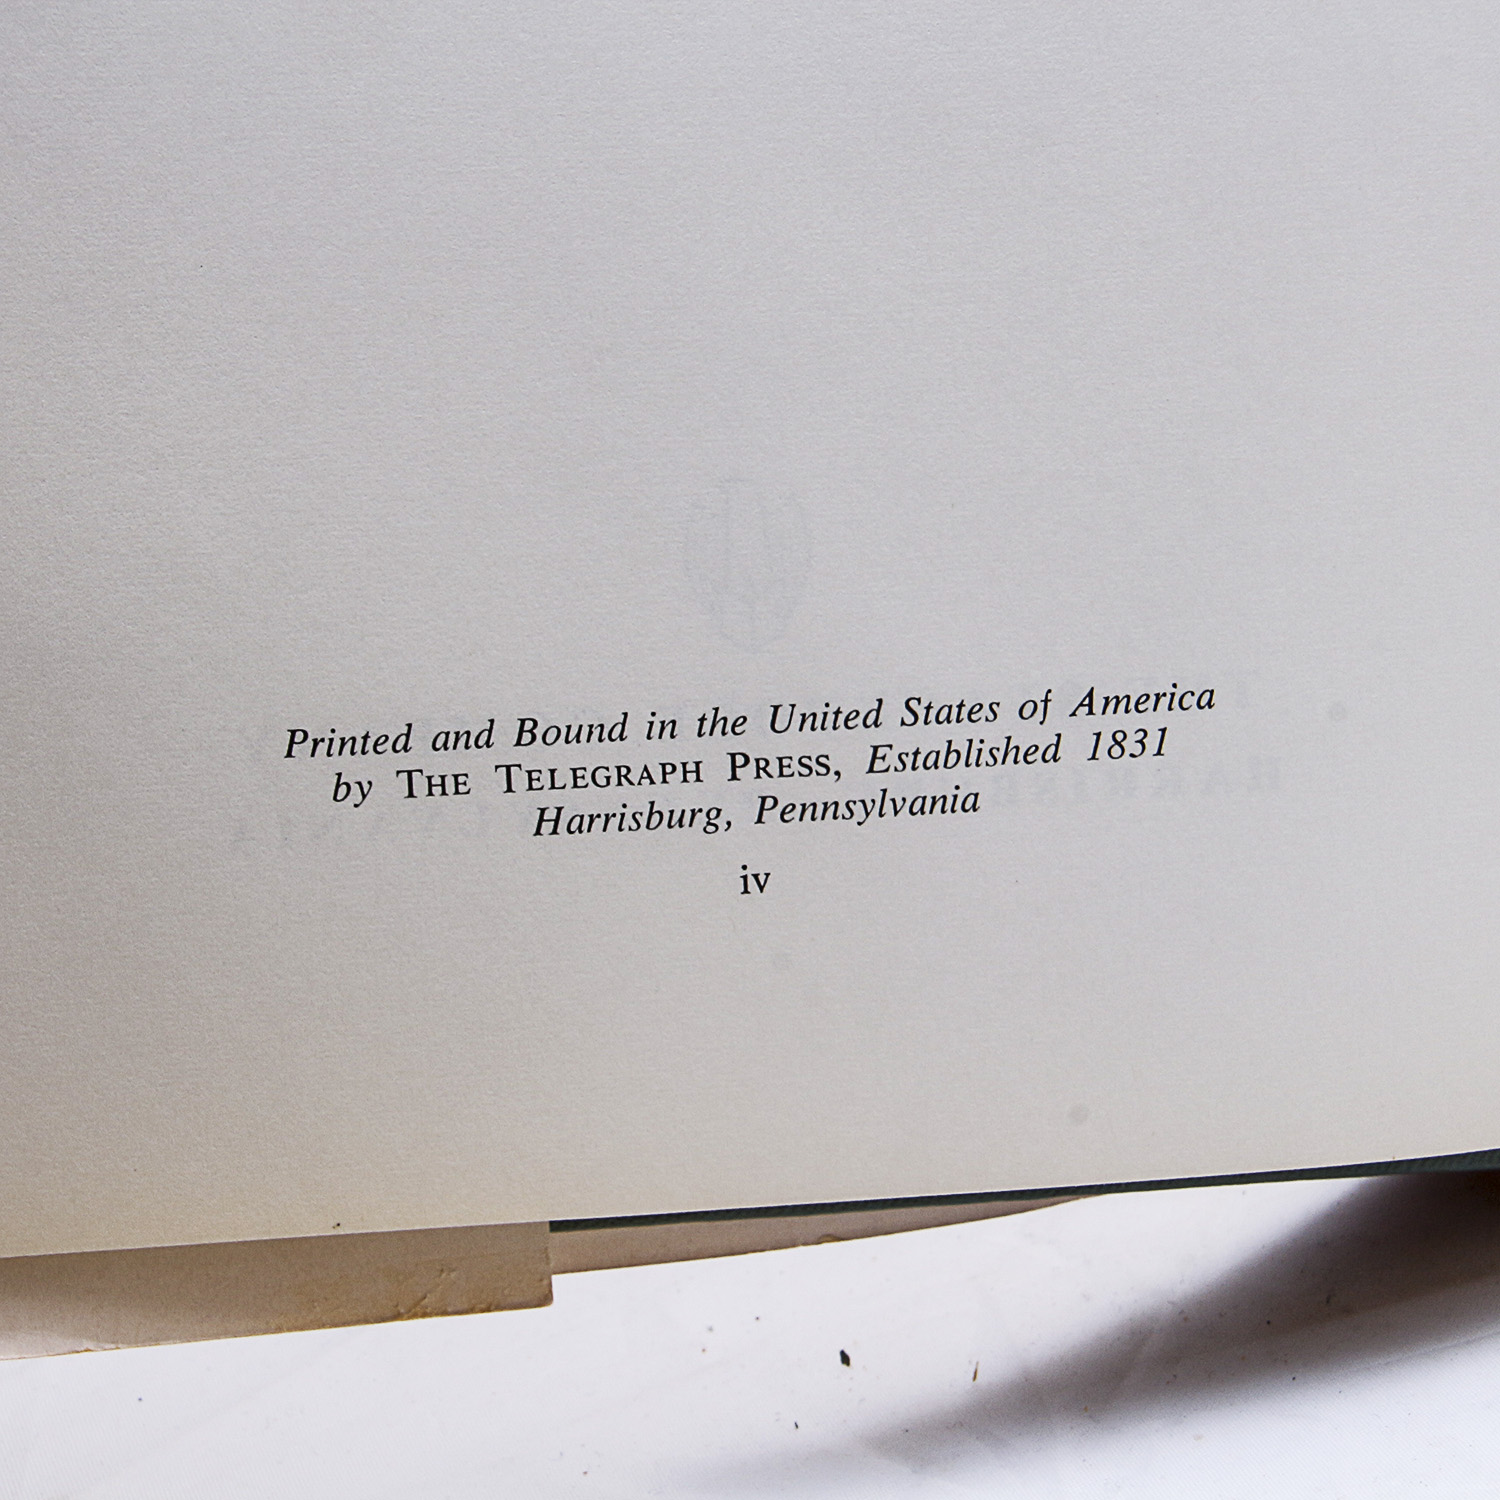 Printed and Bound in the United States of America
by THE TELEGRAPH PRESS, Established 1831
Harrisburg, Pennsylvania
iv